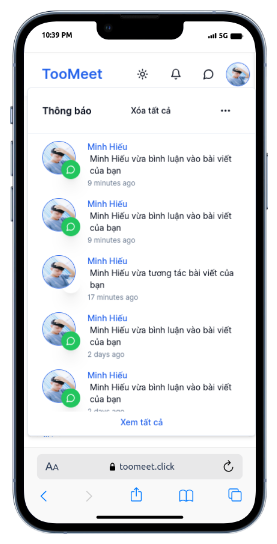 10:39 PM
5G
TooMeet
Thông báo
Xóa tất cả
Minh Hiếu
Minh Hiếu vừa bình luận vào bài viết
của bạn
9 minutes ago
Minh Hiếu
Minh Hiếu vừa bình luận vào bài viết
của bạn
9 minutes ago
Minh Hiếu
Minh Hiếu vừa tương tác bài viết của
bạn
17 minutes ago
Minh Hiếu
Minh Hiếu vừa bình luận vào bài viết
của bạn
2 days ago
Minh Hiếu
Minh Hiếu vừa bình luận vào bài viết
của bạn
2 days ago
Xem tất cả
AA
toomeet.click